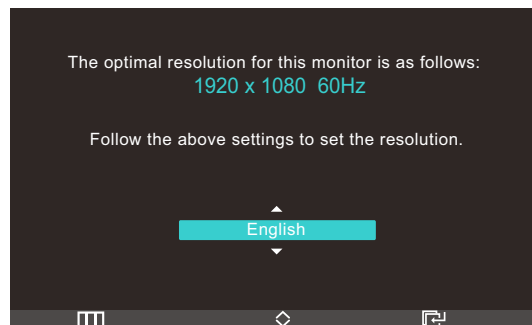 The optimal resolution for this monitor is as follows:
1920 x 1080 60Hz
Follow the above settings to set the resolution.
English